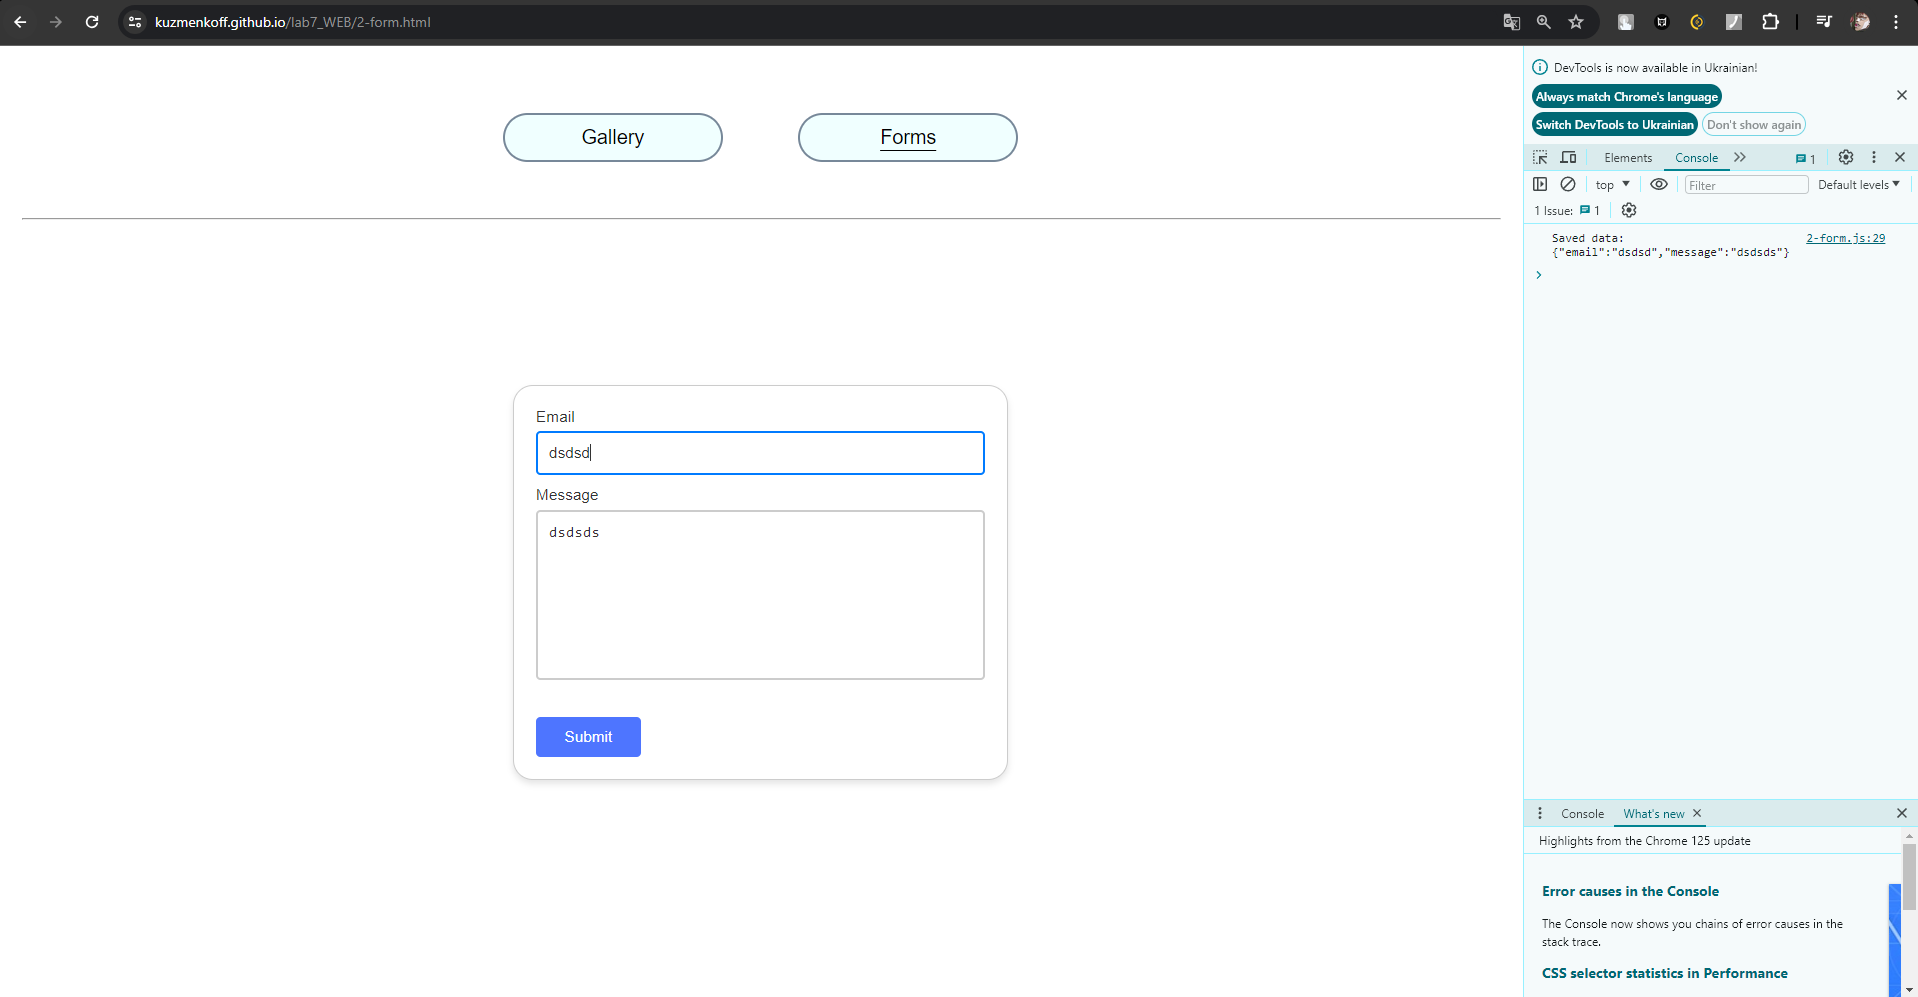 kuzmenkoff.github.io/lab7_WEB/2-form.html
Gallery
Forms
Email
dsdsd
Message
dsdsds
Submit
DevTools is now available in Ukrainian!
Always match Chrome's language
Switch DevTools to Ukrainian
Don't show again
Elements
Console
1
top
Filter
Default levels
1 Issue:
1
Saved data:
2-form.js:29
{"email":"dsdsd","message":"dsdsds"}
Console
What's new
Highlights from the Chrome 125 update
Error causes in the Console
The Console now shows you chains of error causes in the
stack trace.
CSS selector statistics in Performance